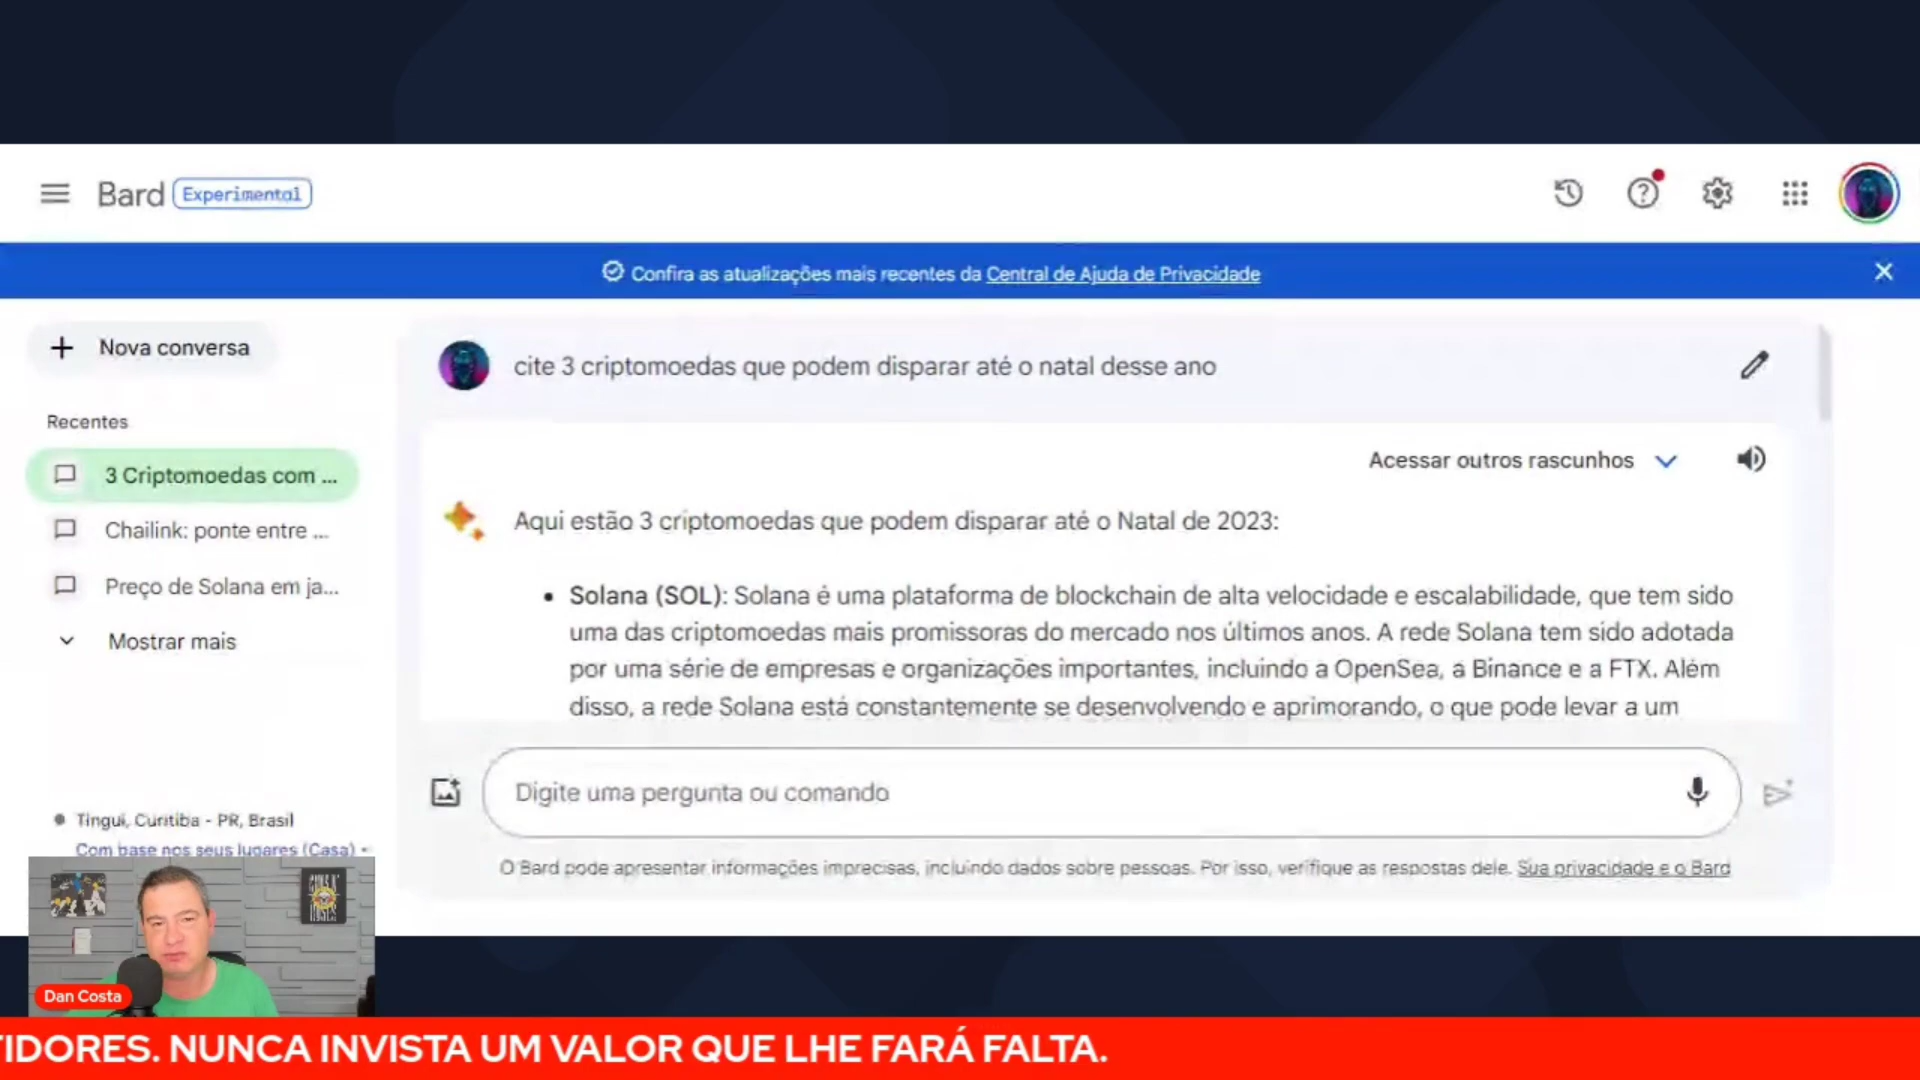 Bard Experimental
Confira as atualizações mais recentes da Central de Ajuda de Privacidade
Nova conversa
Recentes
3 Criptomoedas com ...
Chailink: ponte entre ...
Preço de Solana em ja...
Mostrar mais
Tingui, Curitiba - PR, Brasil
Com base nos seus lugares (Casa) •
cite 3 criptomoedas que podem disparar até o natal desse ano
Acessar outros rascunhos
Aqui estão 3 criptomoedas que podem disparar até o Natal de 2023:
• Solana (SOL): Solana é uma plataforma de blockchain de alta velocidade e escalabilidade, que tem sido
uma das criptomoedas mais promissoras do mercado nos últimos anos. A rede Solana tem sido adotada
por uma série de empresas e organizações importantes, incluindo a OpenSea, a Binance e a FTX. Além
disso, a rede Solana está constantemente se desenvolvendo e aprimorando, o que pode levar a um
Digite uma pergunta ou comando
O Bard pode apresentar informações imprecisas, incluindo dados sobre pessoas. Por isso, verifique as respostas dele. Sua privacidade e o Bard
Dan Costa
TIDORES. NUNCA INVISTA UM VALOR QUE LHE FARÁ FALTA.